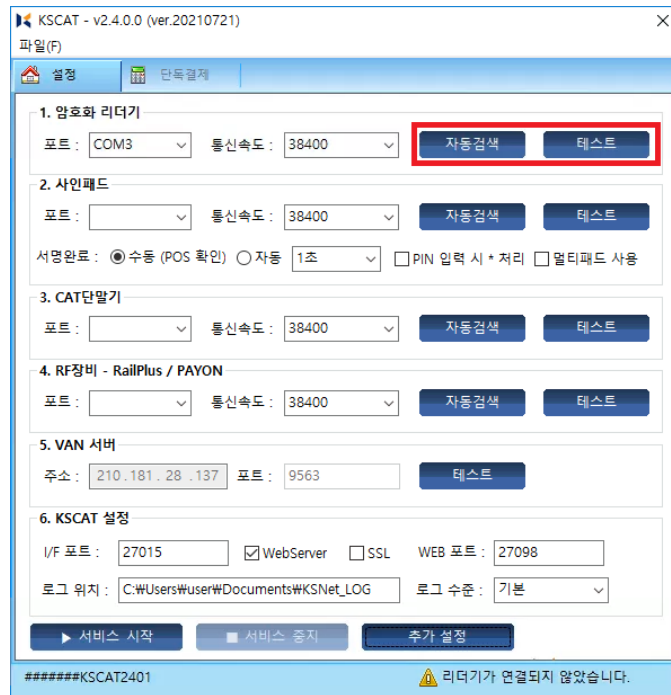 KSCAT - v2.4.0.0 (ver.20210721)
파일(F)
설정 단독결제
1. 암호화 리더기
포트 : COM3 통신속도 : 38400 자동검색 테스트
2. 사인패드
포트 : 통신속도 : 38400 자동검색 테스트
서명완료 : 수동 (POS 확인) 자동 1초 PIN 입력 시 * 처리 멀티패드 사용
3. CAT단말기
포트 : 통신속도 : 38400 자동검색 테스트
4. RF장비 - RailPlus / PAYON
포트 : 통신속도 : 38400 자동검색 테스트
5. VAN 서버
주소 : 210 . 181 . 28 . 137 포트 : 9563 테스트
6. KSCAT 설정
I/F 포트 : 27015 WebServer SSL WEB 포트 : 27098
로그 위치 : C:₩Users₩user₩Documents₩KSNet_LOG 로그 수준 : 기본
▶ 서비스 시작 ■ 서비스 중지 추가 설정
#######KSCAT2401 리더기가 연결되지 않았습니다.